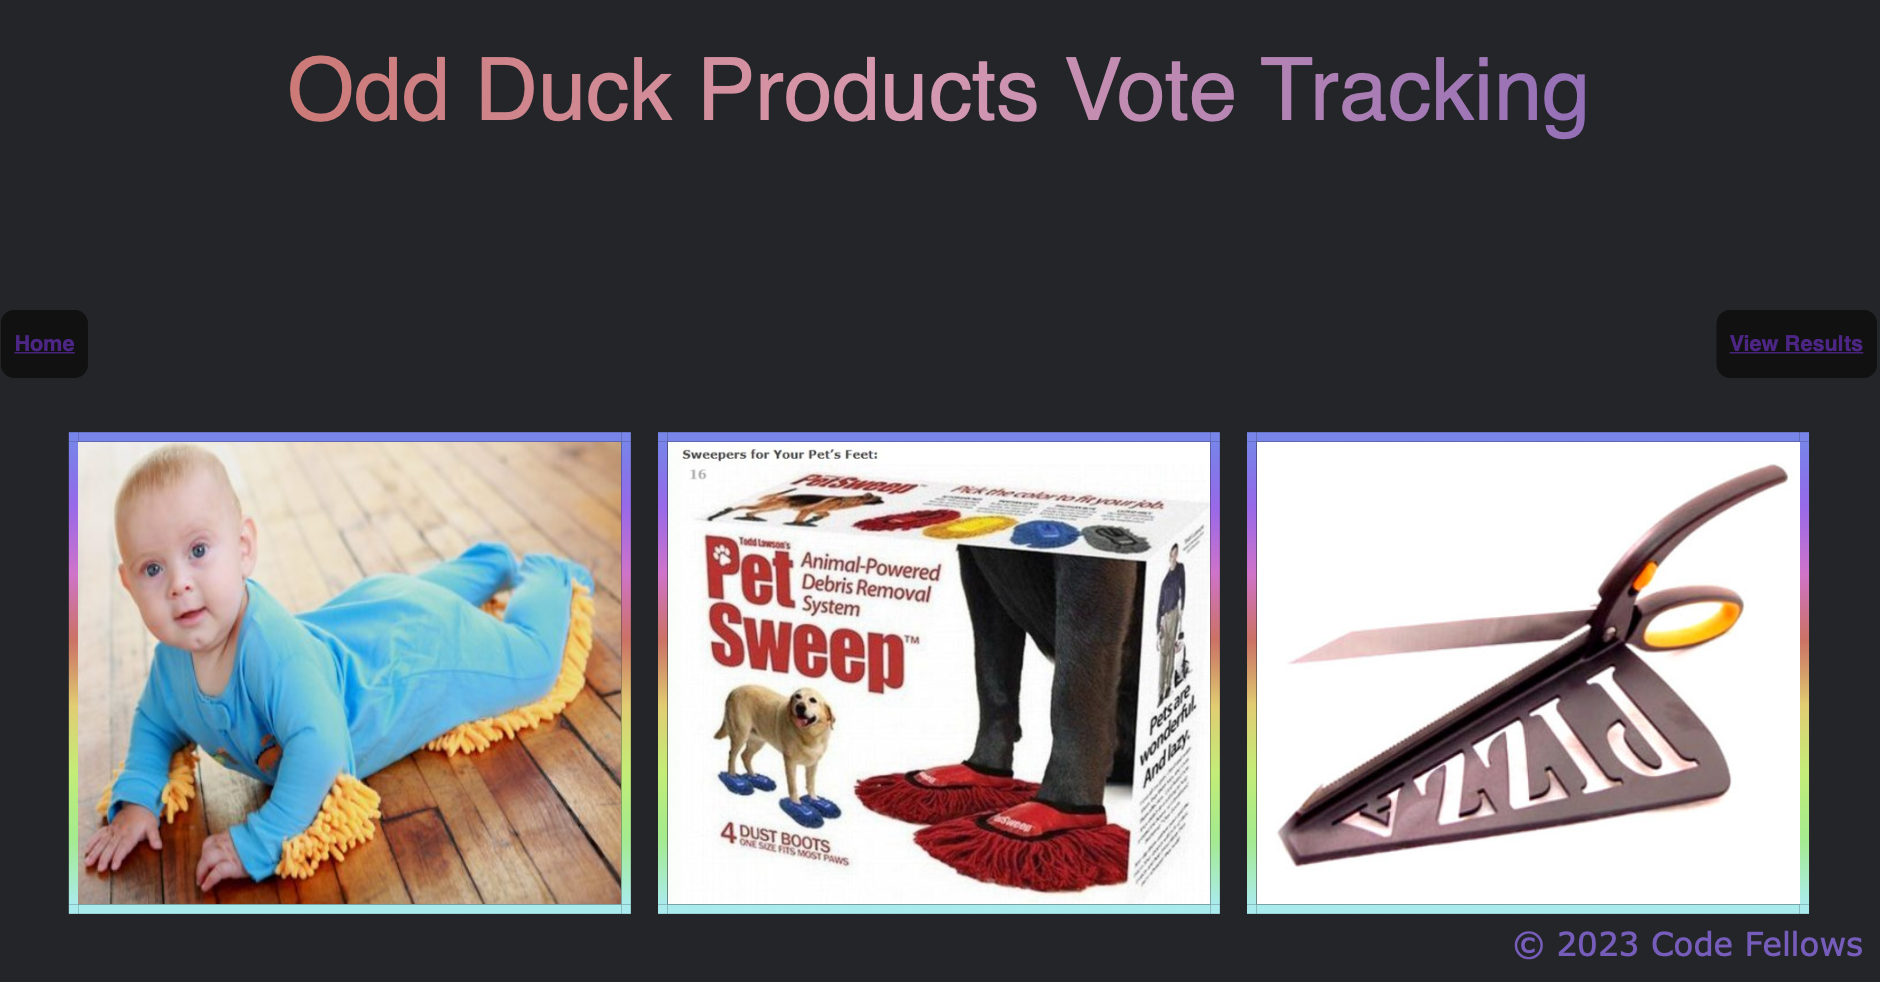 Odd Duck Products Vote Tracking
Home
View Results
Sweepers for Your Pet's Feet:
16
PetSweep
Pick the color to fit your job.
Todd Lawson's
Pet
Sweep™
Animal-Powered
Debris Removal
System
Pets are
wonderful.
And lazy.
4 DUST BOOTS
ONE SIZE FITS MOST PAWS
PetSweep
PIZZA
© 2023 Code Fellows